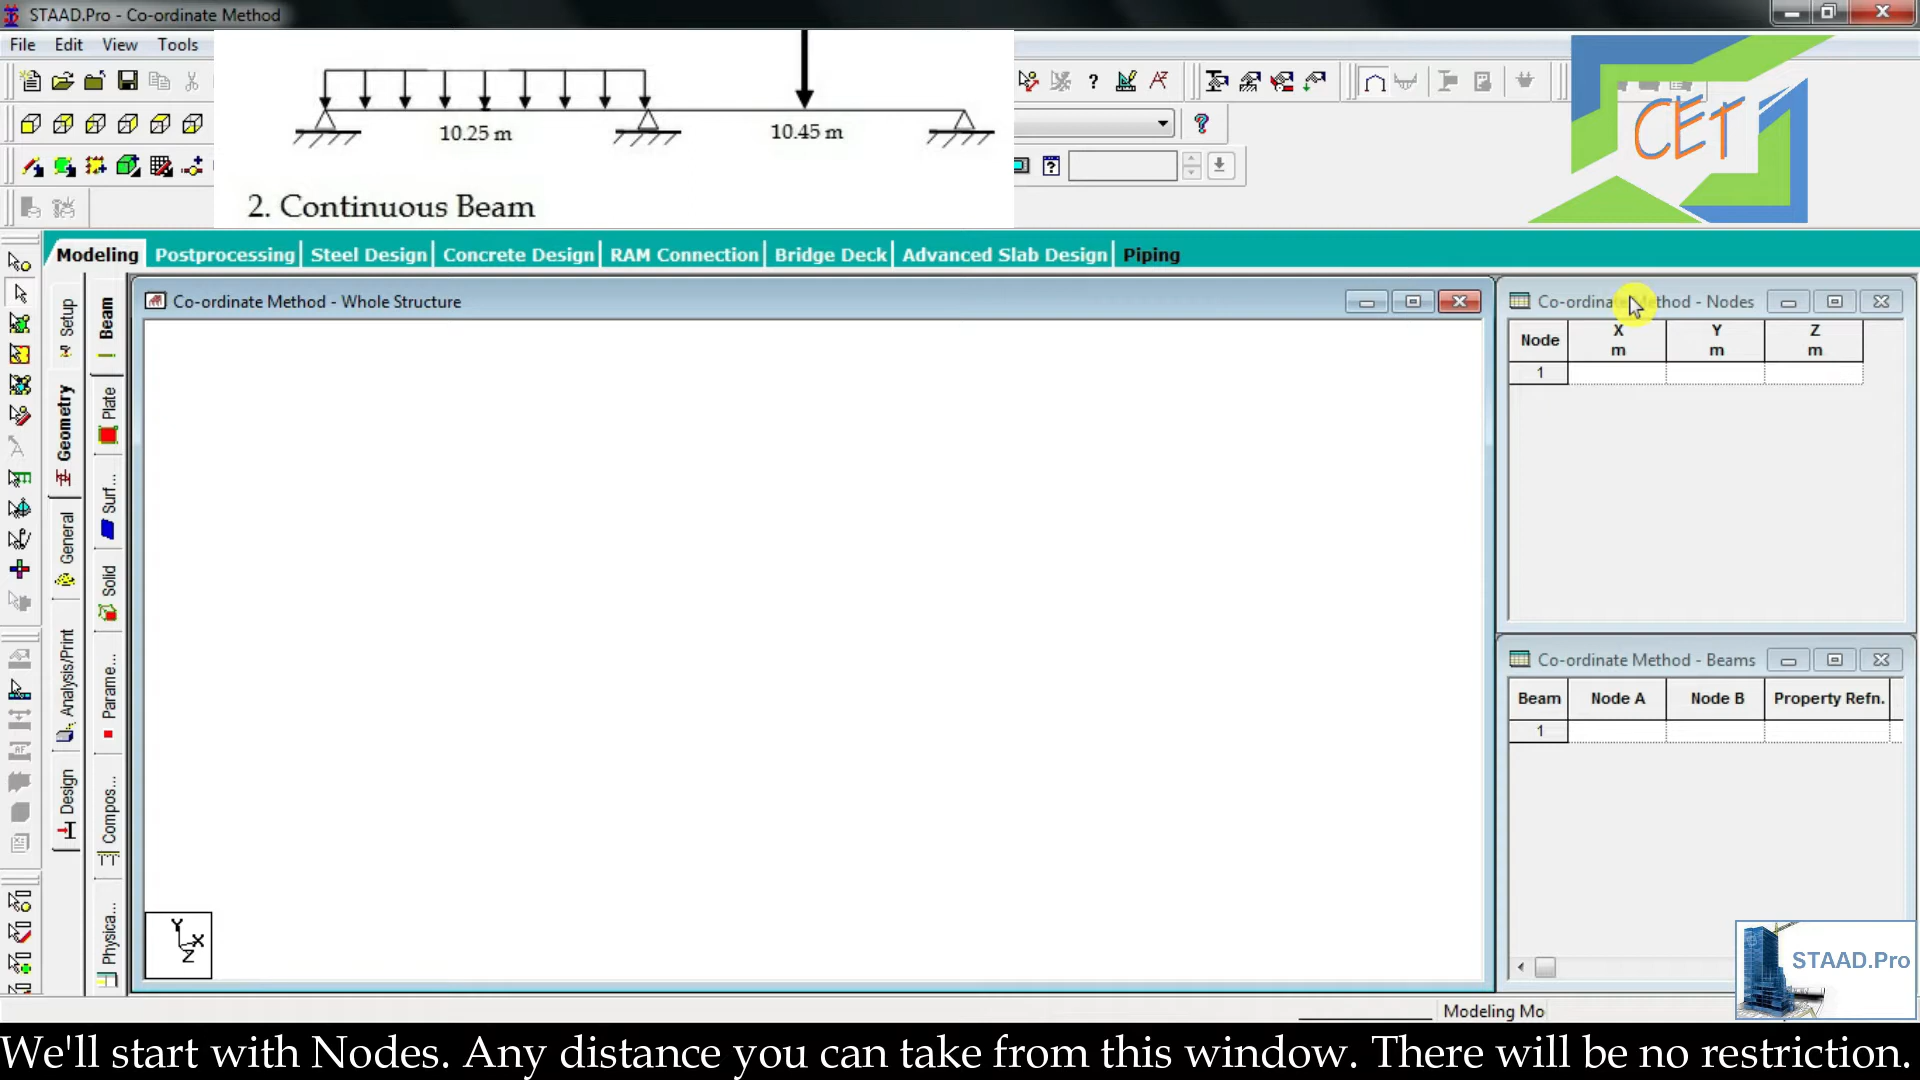 STAAD.Pro - Co-ordinate Method
File Edit View Tools
10.25 m
10.45 m
2. Continuous Beam
CET
Modeling Postprocessing Steel Design Concrete Design RAM Connection Bridge Deck Advanced Slab Design Piping
Setup
Geometry
General
Analysis/Print
Design
Beam
Plate
Surf...
Solid
Parame...
Compos...
Physica...
Co-ordinate Method - Whole Structure
Y
X
Z
Co-ordinate Method - Nodes
Node X Y Z
m m m
1
Co-ordinate Method - Beams
Beam Node A Node B Property Refn.
1
STAAD.Pro
Modeling Mo
We'll start with Nodes. Any distance you can take from this window. There will be no restriction.